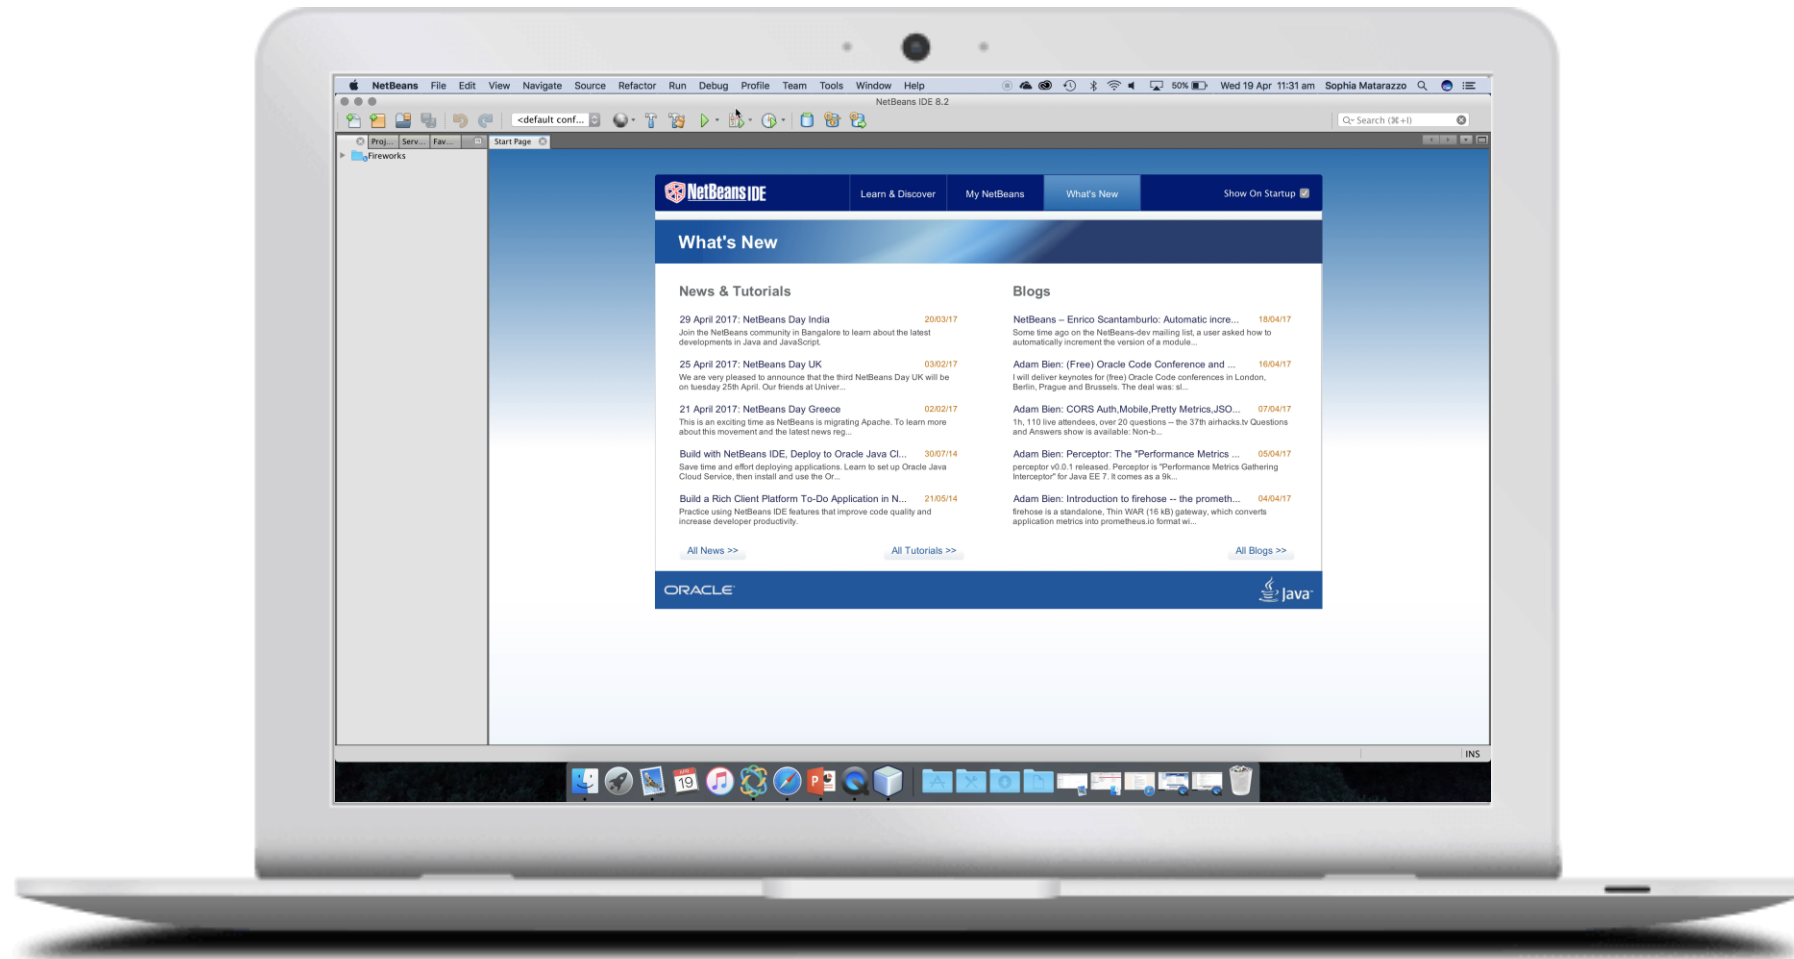 NetBeans File Edit View Navigate Source Refactor Run Debug Profile Team Tools Window Help 50% Wed 19 Apr 11:31 am Sophia Matarazzo
NetBeans IDE 8.2
<default conf... Search (⌘+I)
Proj... Serv... Fav... Start Page
Fireworks
NetBeans IDE Learn & Discover My NetBeans What's New Show On Startup
What's New
News & Tutorials
29 April 2017: NetBeans Day India 20/03/17
Join the NetBeans community in Bangalore to learn about the latest
developments in Java and JavaScript.
25 April 2017: NetBeans Day UK 03/02/17
We are very pleased to announce that the third NetBeans Day UK will be
on tuesday 25th April. Our friends at Univer...
21 April 2017: NetBeans Day Greece 02/02/17
This is an exciting time as NetBeans is migrating Apache. To learn more
about this movement and the latest news reg...
Build with NetBeans IDE, Deploy to Oracle Java Cl... 30/07/14
Save time and effort deploying applications. Learn to set up Oracle Java
Cloud Service, then install and use the Or...
Build a Rich Client Platform To-Do Application in N... 21/05/14
Practice using NetBeans IDE features that improve code quality and
increase developer productivity.
All News >> All Tutorials >>
Blogs
NetBeans – Enrico Scantamburlo: Automatic incre... 18/04/17
Some time ago on the NetBeans-dev mailing list, a user asked how to
automatically increment the version of a module...
Adam Bien: (Free) Oracle Code Conference and ... 16/04/17
I will deliver keynotes for (free) Oracle Code conferences in London,
Berlin, Prague and Brussels. The deal was: sl...
Adam Bien: CORS Auth,Mobile,Pretty Metrics,JSO... 07/04/17
1h, 110 live attendees, over 20 questions -- the 37th airhacks.tv Questions
and Answers show is available: Non-b...
Adam Bien: Perceptor: The "Performance Metrics ... 05/04/17
perceptor v0.0.1 released. Perceptor is "Performance Metrics Gathering
Interceptor" for Java EE 7. It comes as a 9k...
Adam Bien: Introduction to firehose -- the prometh... 04/04/17
firehose is a standalone, Thin WAR (16 kB) gateway, which converts
application metrics into prometheus.io format wi...
All Blogs >>
ORACLE Java
INS
19
P